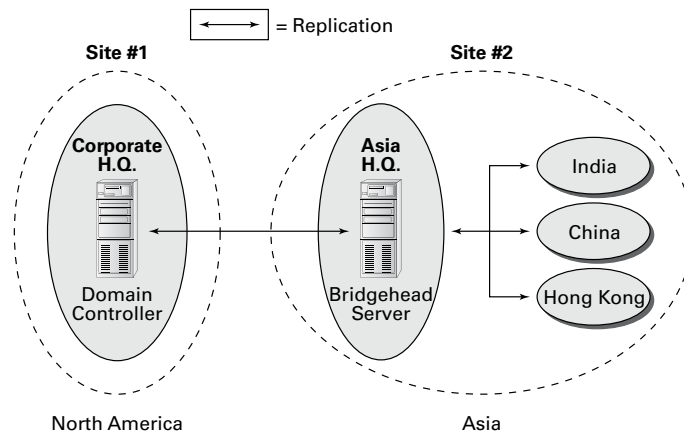 = Replication
Site #1
Site #2
Corporate
H.Q.
Domain
Controller
Asia
H.Q.
Bridgehead
Server
India
China
Hong Kong
North America
Asia